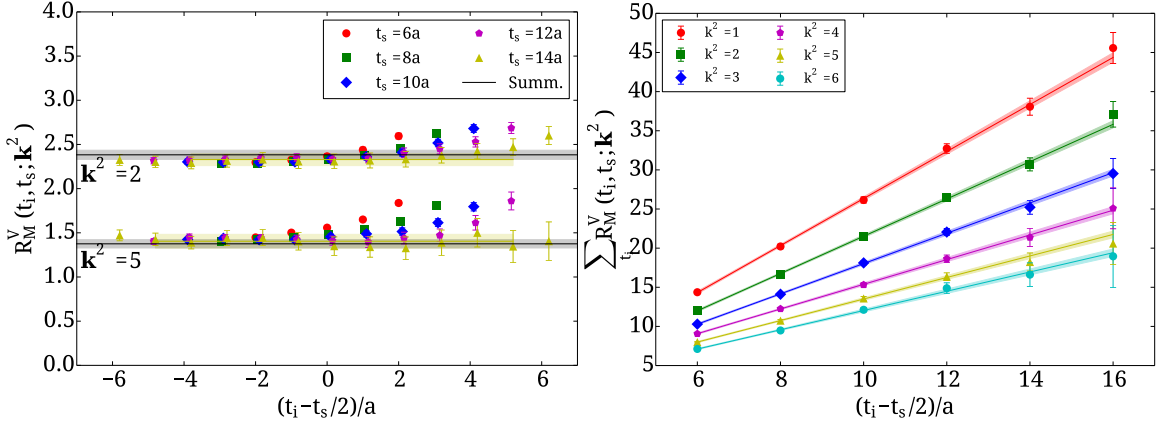 4.0
3.5
3.0
2.5
2.0
1.5
1.0
0.5
0.0
R_M^V(t_i, t_s; k^2)
t_s =6a
t_s =8a
t_s =10a
t_s =12a
t_s =14a
Summ.
k^2 =2
k^2 =5
−6 −4 −2 0 2 4 6
(t_i−t_s/2)/a
50
45
40
35
30
25
20
15
10
5
∑_{t_i} R_M^V(t_i, t_s; k^2)
k^2 =1
k^2 =2
k^2 =3
k^2 =4
k^2 =5
k^2 =6
6 8 10 12 14 16
(t_i−t_s/2)/a